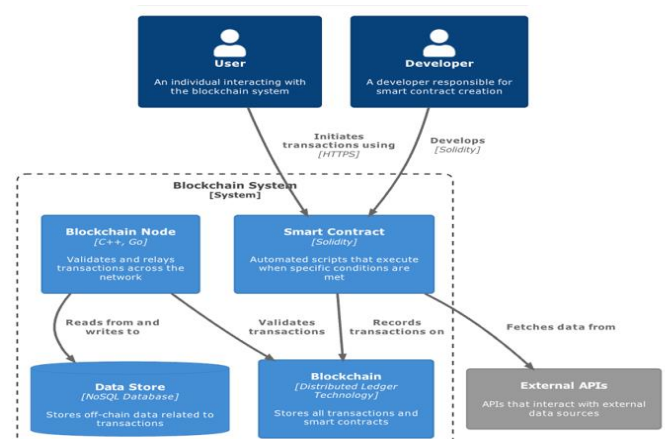 User
An individual interacting with
the blockchain system
Developer
A developer responsible for
smart contract creation
Initiates
transactions using
[HTTPS]
Develops
[Solidity]
Blockchain System
[System]
Blockchain Node
[C++, Go]
Validates and relays
transactions across the
network
Smart Contract
[Solidity]
Automated scripts that execute
when specific conditions are
met
Reads from and
writes to
Validates
transactions
Records
transactions on
Fetches data from
Data Store
[NoSQL Database]
Stores off-chain data related to
transactions
Blockchain
[Distributed Ledger
Technology]
Stores all transactions and
smart contracts
External APIs
APIs that interact with external
data sources